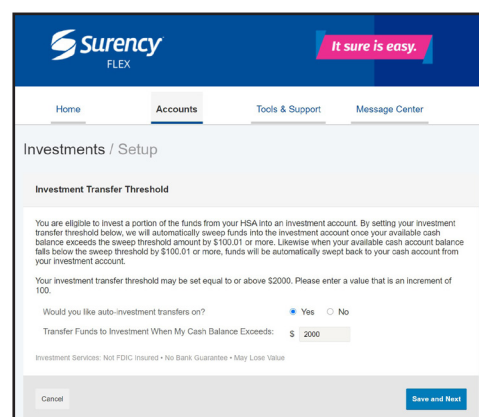 Surency
FLEX
It sure is easy.
Home Accounts Tools & Support Message Center
Investments / Setup
Investment Transfer Threshold
You are eligible to invest a portion of the funds from your HSA into an investment account. By setting your investment
transfer threshold below, we will automatically sweep funds into the investment account once your available cash
balance exceeds the sweep threshold amount by $100.01 or more. Likewise when your available cash account balance
falls below the sweep threshold by $100.01 or more, funds will be automatically swept back to your cash account from
your investment account.
Your investment transfer threshold may be set equal to or above $2000. Please enter a value that is an increment of
100.
Would you like auto-investment transfers on? Yes No
Transfer Funds to Investment When My Cash Balance Exceeds: $ 2000
Investment Services: Not FDIC Insured • No Bank Guarantee • May Lose Value
Cancel Save and Next